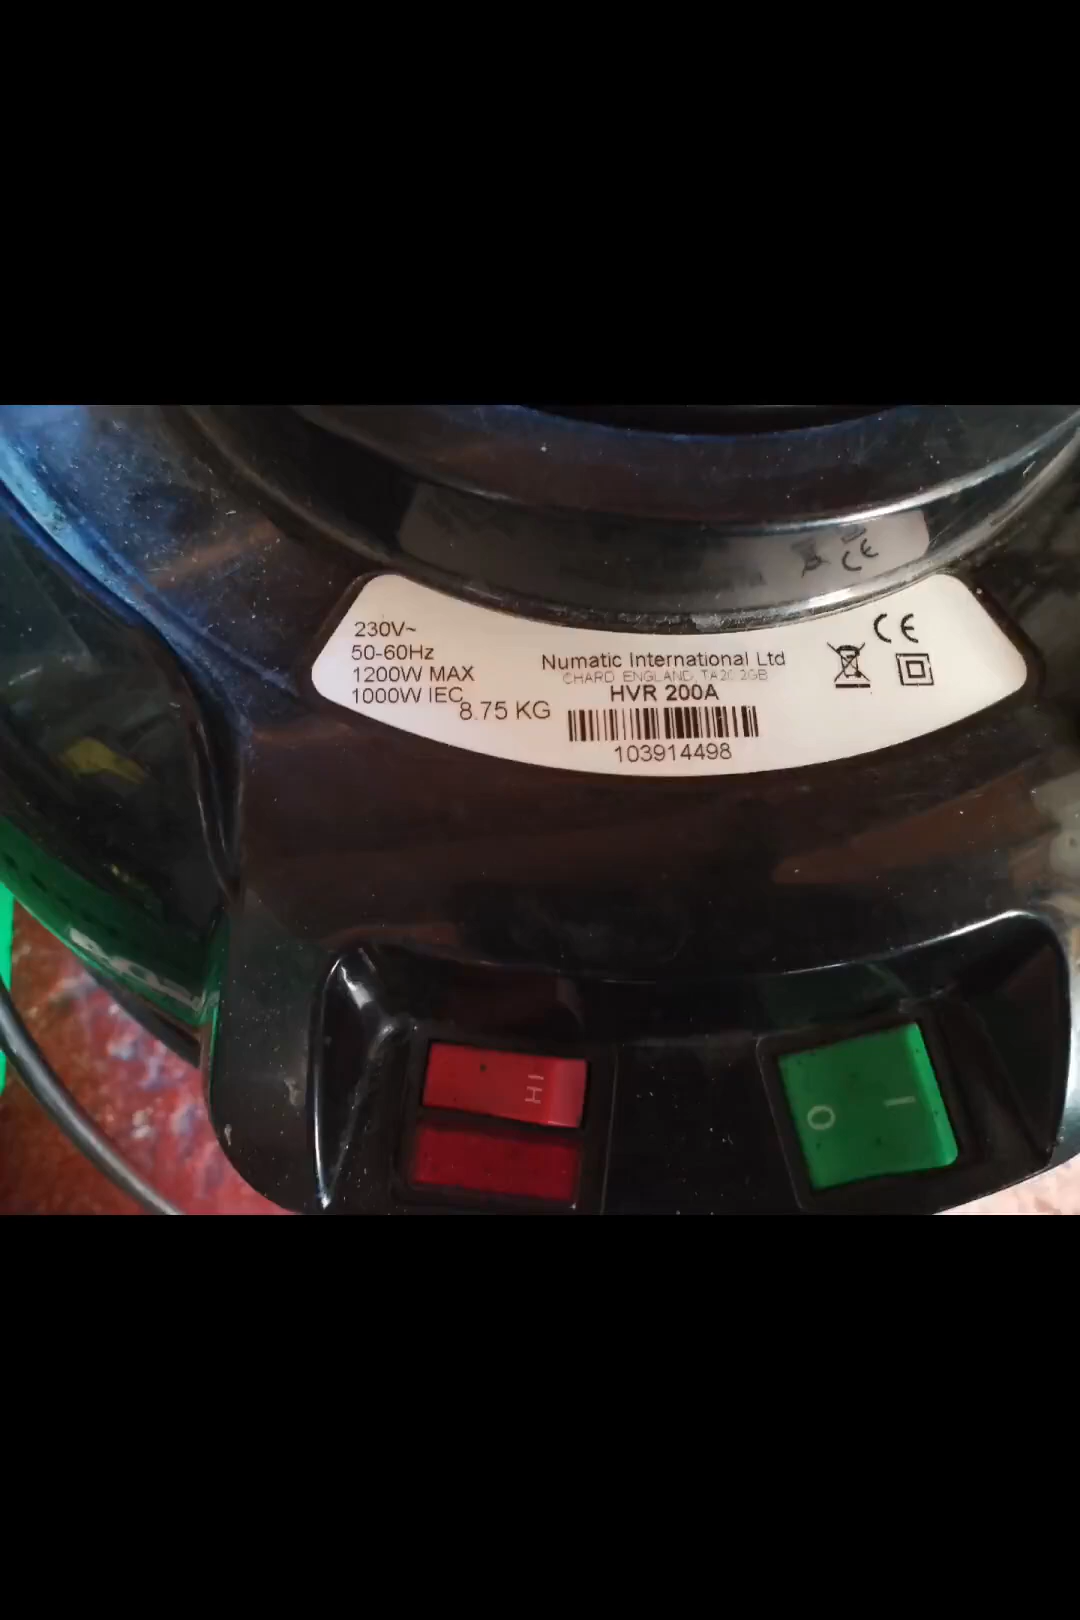 230V~
50-60Hz
1200W MAX
1000W IEC
8.75 KG
Numatic International Ltd
CHARD, ENGLAND, TA20 2GB
HVR 200A
103914498
CE
HI
O I